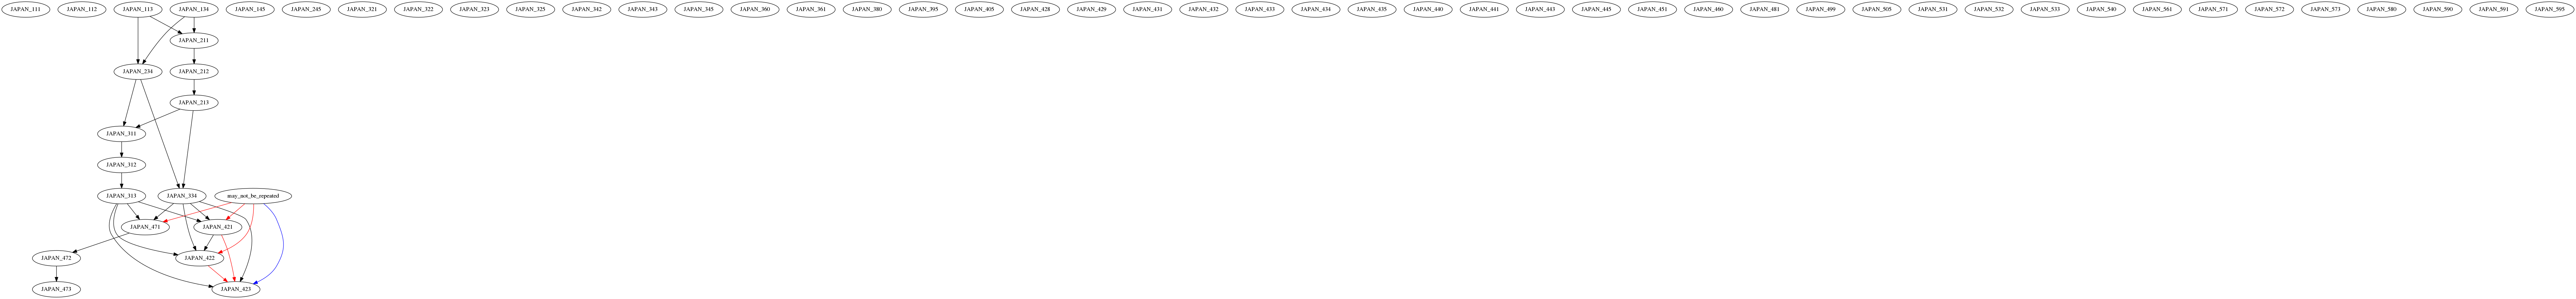 JAPAN_111 JAPAN_112 JAPAN_113 JAPAN_134 JAPAN_145 JAPAN_245 JAPAN_321 JAPAN_322 JAPAN_323 JAPAN_325 JAPAN_342 JAPAN_343 JAPAN_345 JAPAN_360 JAPAN_361 JAPAN_380 JAPAN_395 JAPAN_405 JAPAN_428 JAPAN_429 JAPAN_431 JAPAN_432 JAPAN_433 JAPAN_434 JAPAN_435 JAPAN_440 JAPAN_441 JAPAN_443 JAPAN_445 JAPAN_451 JAPAN_460 JAPAN_481 JAPAN_499 JAPAN_505 JAPAN_531 JAPAN_532 JAPAN_533 JAPAN_540 JAPAN_561 JAPAN_571 JAPAN_572 JAPAN_573 JAPAN_580 JAPAN_590 JAPAN_591 JAPAN_595
JAPAN_211
JAPAN_234 JAPAN_212
JAPAN_213
JAPAN_311
JAPAN_312
JAPAN_313 JAPAN_334 may_not_be_repeated
JAPAN_471 JAPAN_421
JAPAN_472 JAPAN_422
JAPAN_473 JAPAN_423